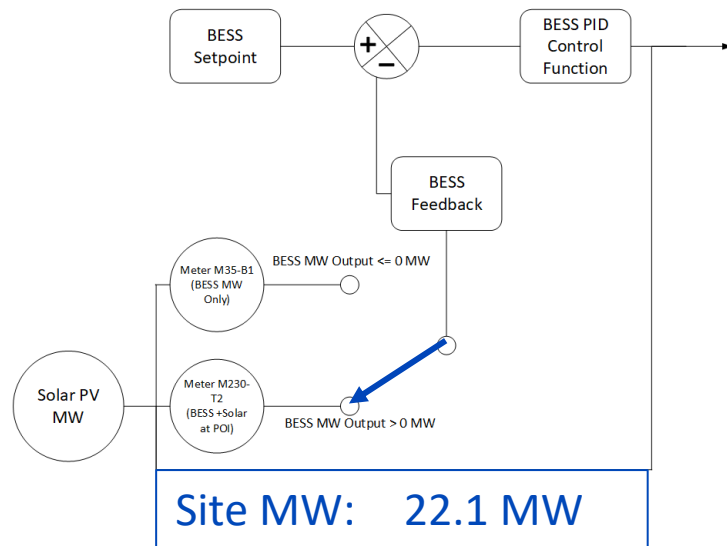 BESS
Setpoint
+
−
BESS PID
Control
Function
BESS
Feedback
Meter M35-B1
(BESS MW
Only)
BESS MW Output <= 0 MW
Solar PV
MW
Meter M230-
T2
(BESS +Solar
at POI)
BESS MW Output > 0 MW
Site MW: 22.1 MW